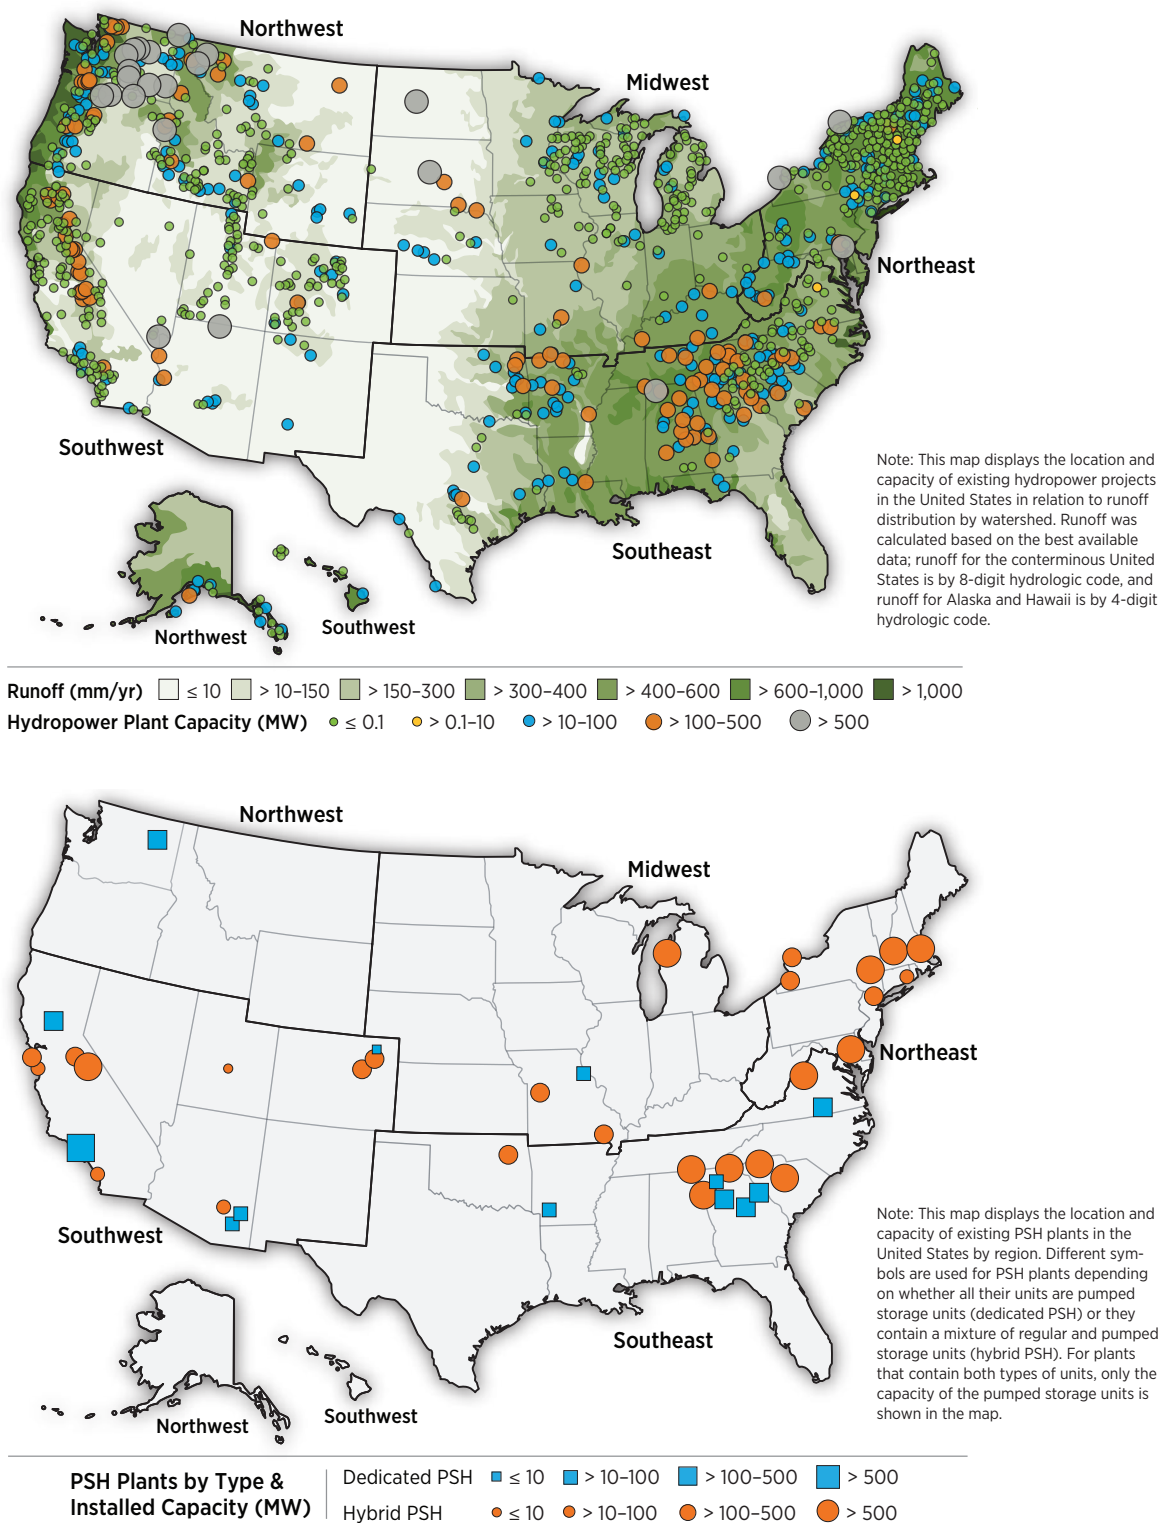 Northwest
Midwest
Northeast
Southwest
Southeast
Northwest
Southwest
Note: This map displays the location and
capacity of existing hydropower projects
in the United States in relation to runoff
distribution by watershed. Runoff was
calculated based on the best available
data; runoff for the conterminous United
States is by 8-digit hydrologic code, and
runoff for Alaska and Hawaii is by 4-digit
hydrologic code.
Runoff (mm/yr) ≤ 10 > 10–150 > 150–300 > 300–400 > 400–600 > 600–1,000 > 1,000
Hydropower Plant Capacity (MW) ≤ 0.1 > 0.1–10 > 10–100 > 100–500 > 500
Northwest
Midwest
Northeast
Southwest
Southeast
Northwest
Southwest
Note: This map displays the location and
capacity of existing PSH plants in the
United States by region. Different sym-
bols are used for PSH plants depending
on whether all their units are pumped
storage units (dedicated PSH) or they
contain a mixture of regular and pumped
storage units (hybrid PSH). For plants
that contain both types of units, only the
capacity of the pumped storage units is
shown in the map.
PSH Plants by Type &
Installed Capacity (MW)
Dedicated PSH ≤ 10 > 10–100 > 100–500 > 500
Hybrid PSH ≤ 10 > 10–100 > 100–500 > 500